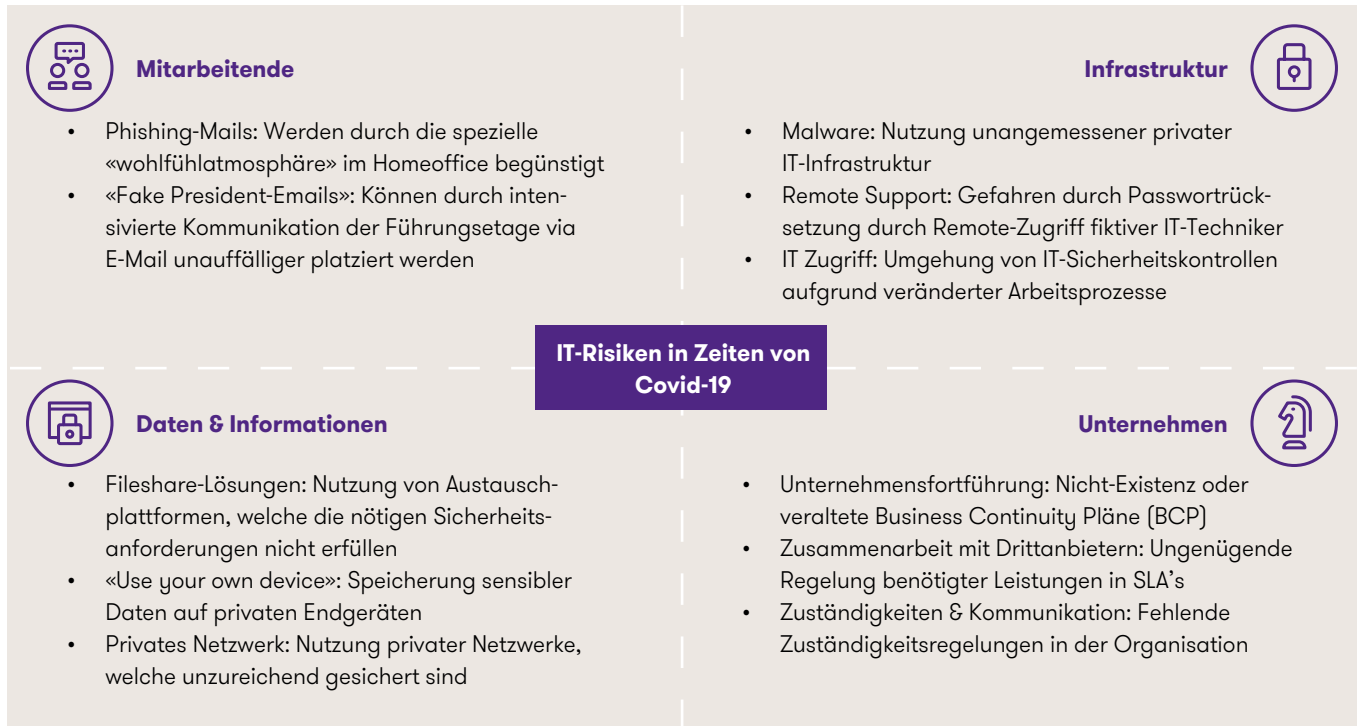 Mitarbeitende
• Phishing-Mails: Werden durch die spezielle
«wohlfühlatmosphäre» im Homeoffice begünstigt
• «Fake President-Emails»: Können durch inten-
sivierte Kommunikation der Führungsetage via
E-Mail unauffälliger platziert werden
Infrastruktur
• Malware: Nutzung unangemessener privater
IT-Infrastruktur
• Remote Support: Gefahren durch Passwortrück-
setzung durch Remote-Zugriff fiktiver IT-Techniker
• IT Zugriff: Umgehung von IT-Sicherheitskontrollen
aufgrund veränderter Arbeitsprozesse
IT-Risiken in Zeiten von
Covid-19
Daten & Informationen
• Fileshare-Lösungen: Nutzung von Austausch-
plattformen, welche die nötigen Sicherheits-
anforderungen nicht erfüllen
• «Use your own device»: Speicherung sensibler
Daten auf privaten Endgeräten
• Privates Netzwerk: Nutzung privater Netzwerke,
welche unzureichend gesichert sind
Unternehmen
• Unternehmensfortführung: Nicht-Existenz oder
veraltete Business Continuity Pläne (BCP)
• Zusammenarbeit mit Drittanbietern: Ungenügende
Regelung benötigter Leistungen in SLA’s
• Zuständigkeiten & Kommunikation: Fehlende
Zuständigkeitsregelungen in der Organisation